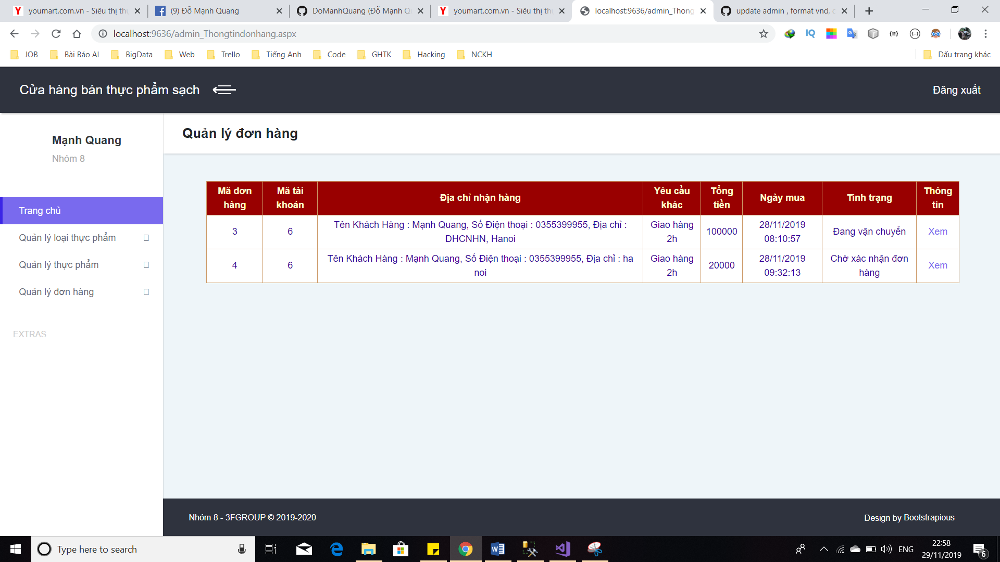 youmart.com.vn - Siêu thị thự
(9) Đỗ Mạnh Quang
DoManhQuang (Đỗ Mạnh Q
youmart.com.vn - Siêu thị thự
localhost:9636/admin_Thong
update admin , format vnd, c
localhost:9636/admin_Thongtindonhang.aspx
JOB
Bài Báo AI
BigData
Web
Trello
Tiếng Anh
Code
GHTK
Hacking
NCKH
Dấu trang khác
Cửa hàng bán thực phẩm sạch
Đăng xuất
Mạnh Quang
Nhóm 8
Trang chủ
Quản lý loại thực phẩm
Quản lý thực phẩm
Quản lý đơn hàng
EXTRAS
Quản lý đơn hàng
Mã đơn hàng
Mã tài khoản
Địa chỉ nhận hàng
Yêu cầu khác
Tổng tiền
Ngày mua
Tình trạng
Thông tin
3
6
Tên Khách Hàng : Mạnh Quang, Số Điện thoại : 0355399955, Địa chỉ :
DHCNHN, Hanoi
Giao hàng
2h
100000
28/11/2019
08:10:57
Đang vận chuyển
Xem
4
6
Tên Khách Hàng : Mạnh Quang, Số Điện thoại : 0355399955, Địa chỉ : ha
noi
Giao hàng
2h
20000
28/11/2019
09:32:13
Chờ xác nhận đơn
hàng
Xem
Nhóm 8 - 3FGROUP © 2019-2020
Design by Bootstrapious
Type here to search
ENG
22:58
29/11/2019
6